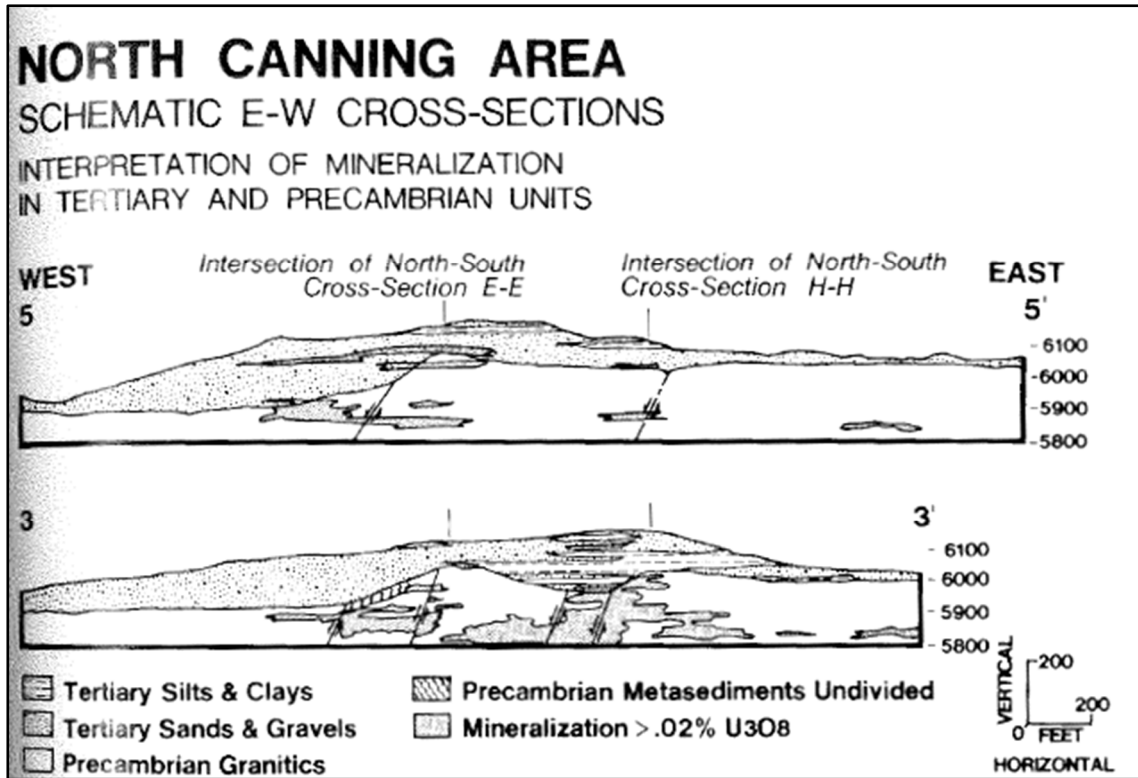 NORTH CANNING AREA
SCHEMATIC E-W CROSS-SECTIONS
INTERPRETATION OF MINERALIZATION
IN TERTIARY AND PRECAMBRIAN UNITS
WEST
Intersection of North-South
Cross-Section E-E
Intersection of North-South
Cross-Section H-H
EAST
5
5'
-6100
-6000
-5900
-5800
3
3'
- 6100
- 6000
- 5900
- 5800
Tertiary Silts & Clays
Tertiary Sands & Gravels
Precambrian Granitics
Precambrian Metasediments Undivided
Mineralization >.02% U3O8
VERTICAL
200
200
0
FEET
HORIZONTAL